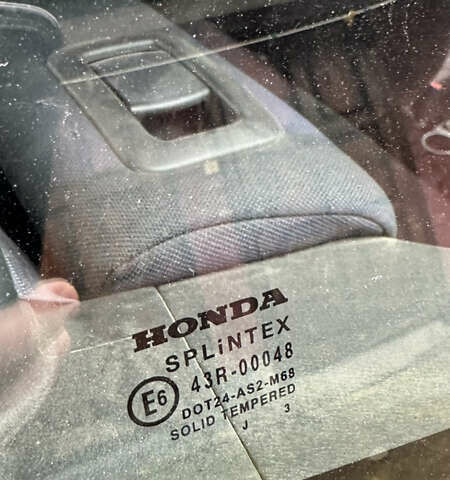 HONDA
SPLiNTEX
43R-00048
E6
DOT24-AS2-M68
SOLID TEMPERED
J 3